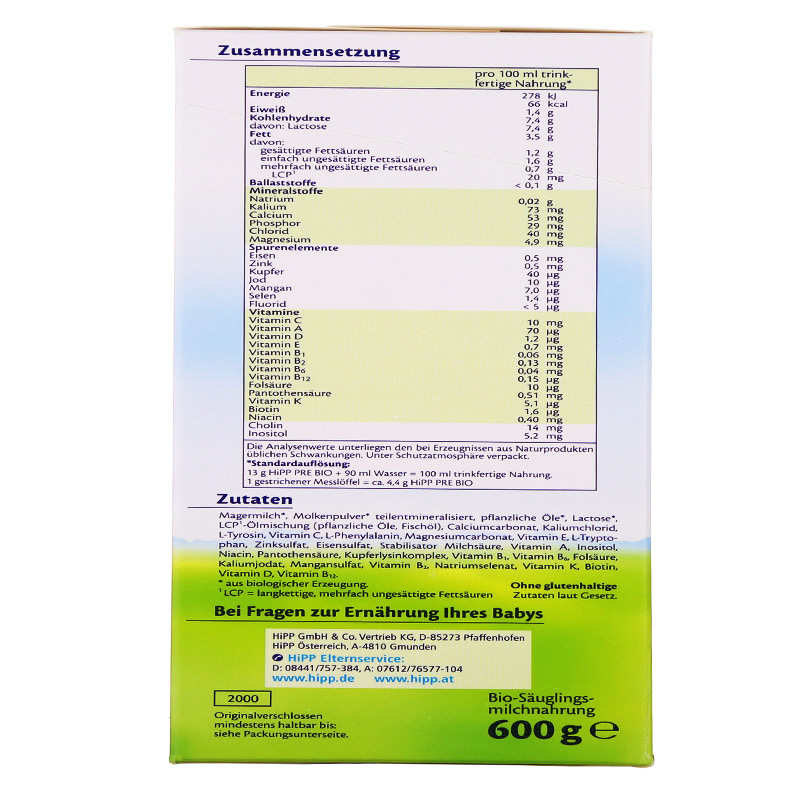 Zusammensetzung
pro 100 ml trink-
fertige Nahrung*
Energie 278 kJ
66 kcal
Eiweiß 1,4 g
Kohlenhydrate 7,4 g
davon: Lactose 7,4 g
Fett 3,5 g
davon:
gesättigte Fettsäuren 1,2 g
einfach ungesättigte Fettsäuren 1,6 g
mehrfach ungesättigte Fettsäuren 0,7 g
LCP¹ 20 mg
Ballaststoffe < 0,1 g
Mineralstoffe
Natrium 0,02 g
Kalium 73 mg
Calcium 53 mg
Phosphor 29 mg
Chlorid 40 mg
Magnesium 4,9 mg
Spurenelemente
Eisen 0,5 mg
Zink 0,5 mg
Kupfer 40 µg
Jod 10 µg
Mangan 7,0 µg
Selen 1,4 µg
Fluorid < 5 µg
Vitamine
Vitamin C 10 mg
Vitamin A 70 µg
Vitamin D 1,2 µg
Vitamin E 0,7 mg
Vitamin B₁ 0,06 mg
Vitamin B₂ 0,13 mg
Vitamin B₆ 0,04 mg
Vitamin B₁₂ 0,15 µg
Folsäure 10 µg
Pantothensäure 0,51 mg
Vitamin K 5,1 µg
Biotin 1,6 µg
Niacin 0,40 mg
Cholin 14 mg
Inositol 5,2 mg
Die Analysenwerte unterliegen den bei Erzeugnissen aus Naturprodukten
üblichen Schwankungen. Unter Schutzatmosphäre verpackt.
*Standardauflösung:
13 g HiPP PRE BIO + 90 ml Wasser = 100 ml trinkfertige Nahrung.
1 gestrichener Messlöffel = ca. 4,4 g HiPP PRE BIO
Zutaten
Magermilch*, Molkenpulver* teilentmineralisiert, pflanzliche Öle*, Lactose*,
LCP¹-Ölmischung (pflanzliche Öle, Fischöl), Calciumcarbonat, Kaliumchlorid,
L-Tyrosin, Vitamin C, L-Phenylalanin, Magnesiumcarbonat, Vitamin E, L-Trypto-
phan, Zinksulfat, Eisensulfat, Stabilisator Milchsäure, Vitamin A, Inositol,
Niacin, Pantothensäure, Kupferlysinkomplex, Vitamin B₁, Vitamin B₆, Folsäure,
Kaliumjodat, Mangansulfat, Vitamin B₂, Natriumselenat, Vitamin K, Biotin,
Vitamin D, Vitamin B₁₂.
* aus biologischer Erzeugung.
¹ LCP = langkettige, mehrfach ungesättigte Fettsäuren
Ohne glutenhaltige
Zutaten laut Gesetz.
Bei Fragen zur Ernährung Ihres Babys
HiPP GmbH & Co. Vertrieb KG, D-85273 Pfaffenhofen
HiPP Österreich, A-4810 Gmunden
HiPP Elternservice:
D: 08441/757-384, A: 07612/76577-104
www.hipp.de www.hipp.at
2000
Originalverschlossen
mindestens haltbar bis:
siehe Packungsunterseite.
Bio-Säuglings-
milchnahrung
600 g ℮